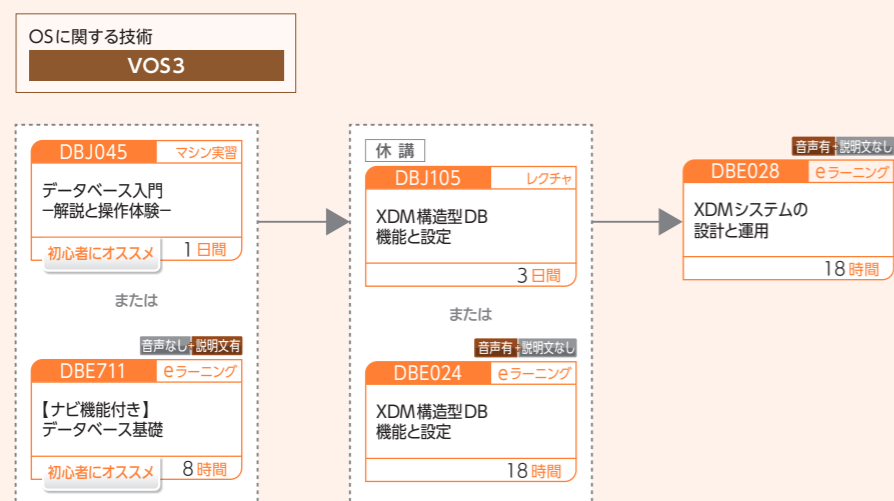 OSに関する技術
VOS3
DBJ045 マシン実習
データベース入門
−解説と操作体験−
初心者にオススメ 1日間
または
音声なし+説明文有
DBE711 eラーニング
【ナビ機能付き】
データベース基礎
初心者にオススメ 8時間
休 講
DBJ105 レクチャ
XDM構造型DB
機能と設定
3日間
または
音声有+説明文なし
DBE024 eラーニング
XDM構造型DB
機能と設定
18時間
音声有+説明文なし
DBE028 eラーニング
XDMシステムの
設計と運用
18時間